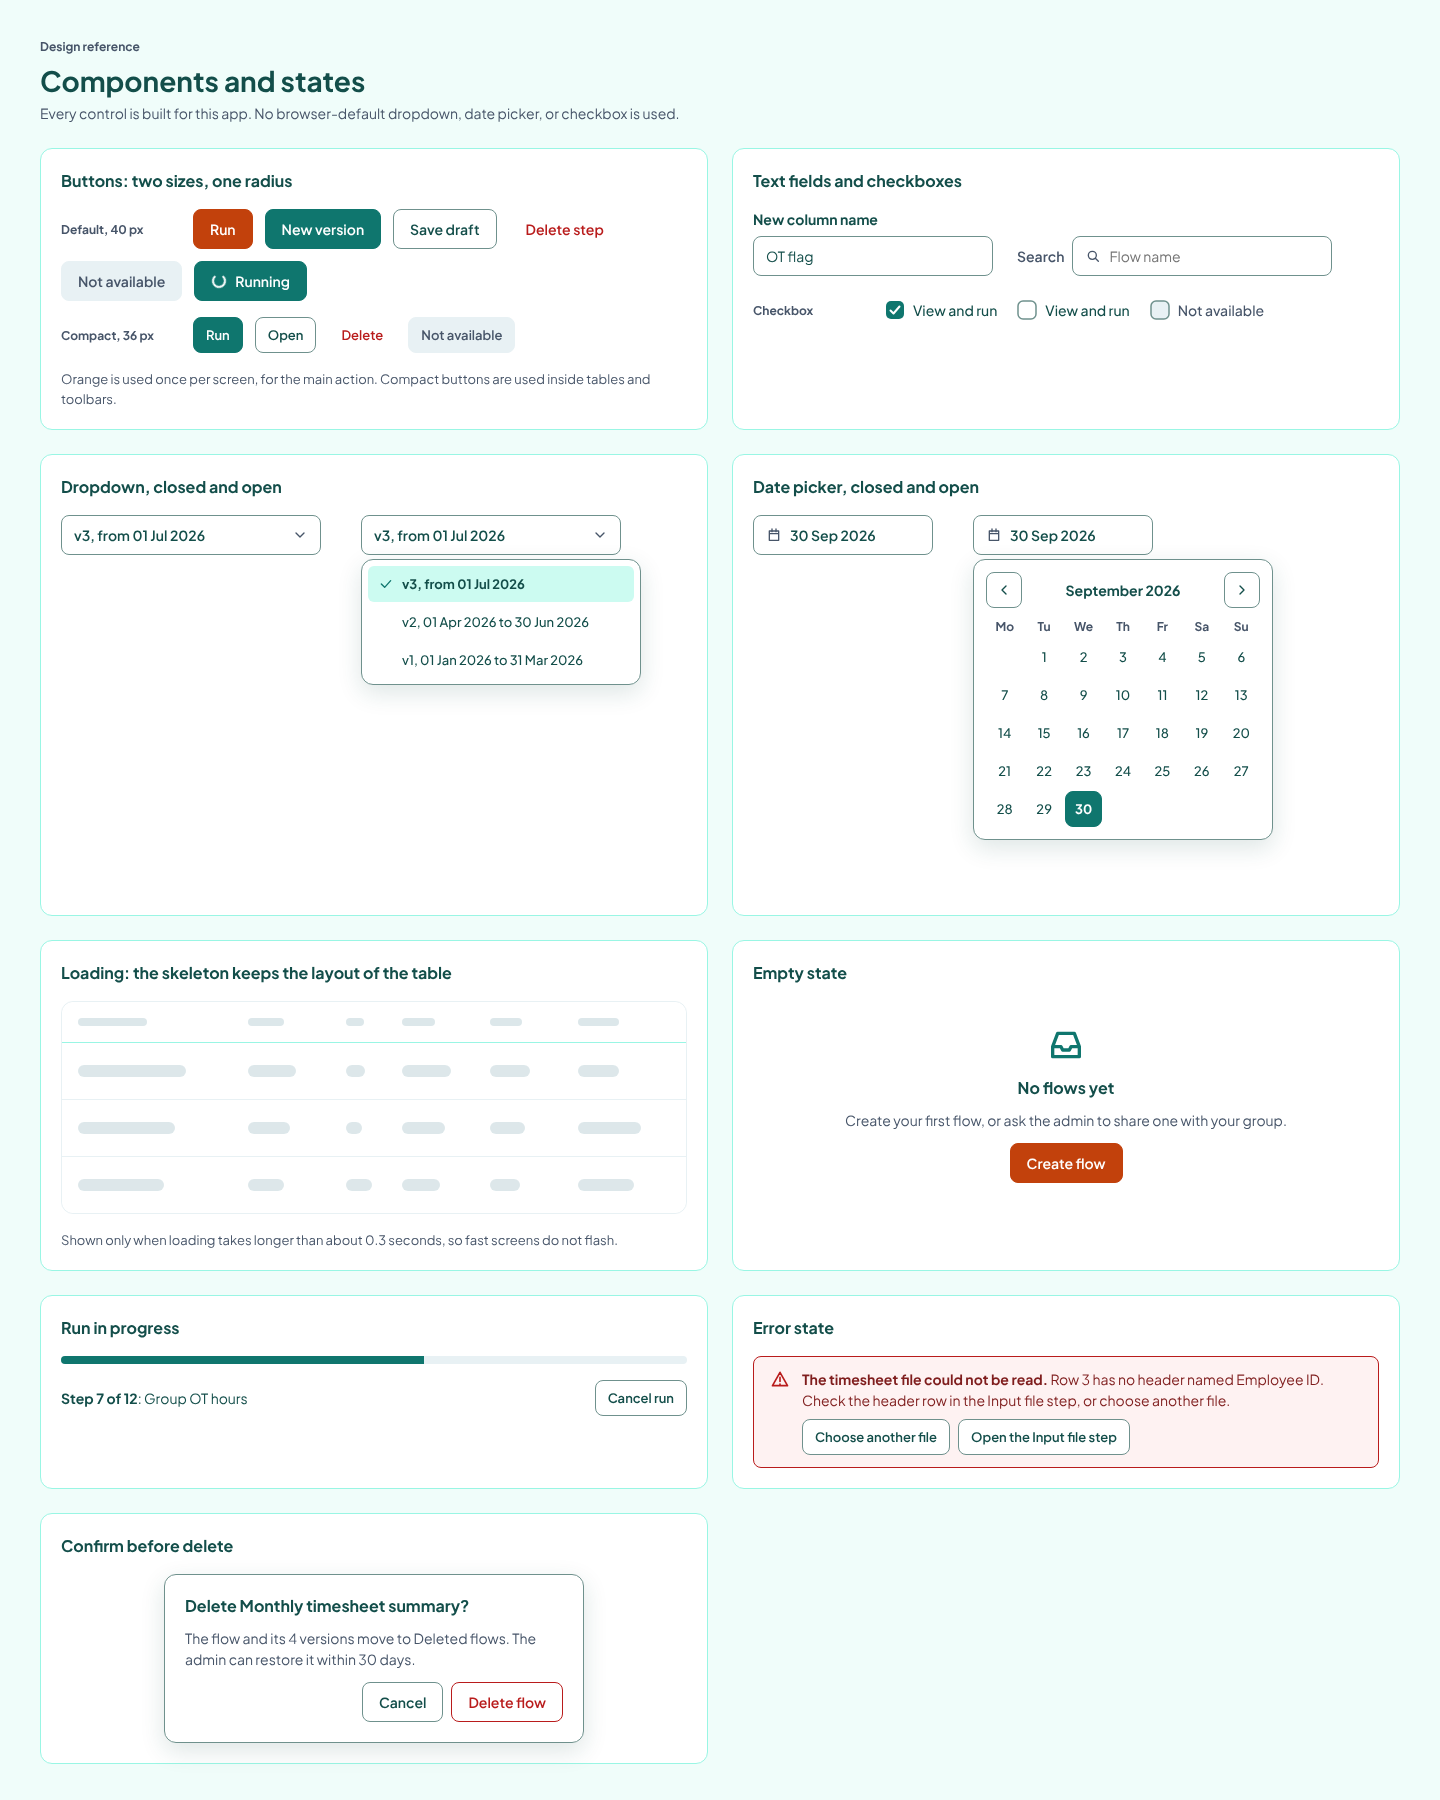 Design reference
Components and states
Every control is built for this app. No browser-default dropdown, date picker, or checkbox is used.
Buttons: two sizes, one radius
Default, 40 px
Run
New version
Save draft
Delete step
Not available
Running
Compact, 36 px
Run
Open
Delete
Not available
Orange is used once per screen, for the main action. Compact buttons are used inside tables and
toolbars.
Text fields and checkboxes
New column name
OT flag
Search
Flow name
Checkbox
View and run
View and run
Not available
Dropdown, closed and open
v3, from 01 Jul 2026
v3, from 01 Jul 2026
v3, from 01 Jul 2026
v2, 01 Apr 2026 to 30 Jun 2026
v1, 01 Jan 2026 to 31 Mar 2026
Date picker, closed and open
30 Sep 2026
30 Sep 2026
September 2026
Mo Tu We Th Fr Sa Su
1 2 3 4 5 6
7 8 9 10 11 12 13
14 15 16 17 18 19 20
21 22 23 24 25 26 27
28 29 30
Loading: the skeleton keeps the layout of the table
Shown only when loading takes longer than about 0.3 seconds, so fast screens do not flash.
Empty state
No flows yet
Create your first flow, or ask the admin to share one with your group.
Create flow
Run in progress
Step 7 of 12: Group OT hours
Cancel run
Error state
The timesheet file could not be read. Row 3 has no header named Employee ID.
Check the header row in the Input file step, or choose another file.
Choose another file
Open the Input file step
Confirm before delete
Delete Monthly timesheet summary?
The flow and its 4 versions move to Deleted flows. The
admin can restore it within 30 days.
Cancel
Delete flow